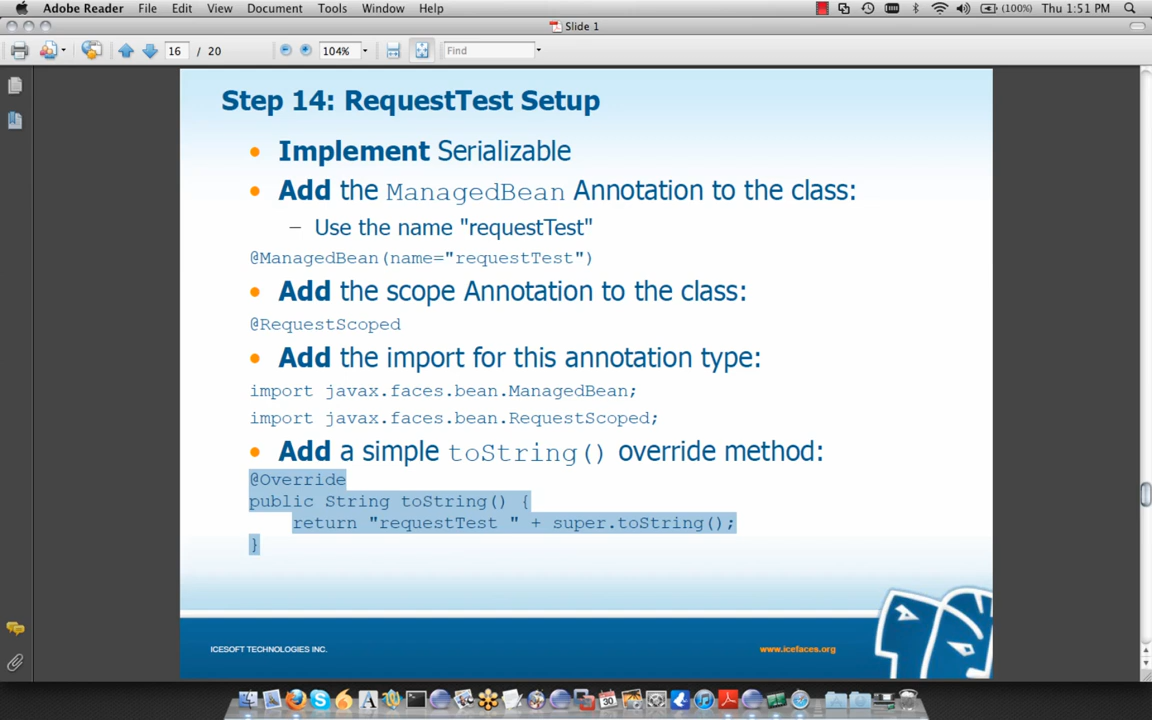 Adobe Reader File Edit View Document Tools Window Help (100%) Thu 1:51 PM
Slide 1
16 / 20 104% Find
Step 14: RequestTest Setup
• Implement Serializable
• Add the ManagedBean Annotation to the class:
– Use the name "requestTest"
@ManagedBean(name="requestTest")
• Add the scope Annotation to the class:
@RequestScoped
• Add the import for this annotation type:
import javax.faces.bean.ManagedBean;
import javax.faces.bean.RequestScoped;
• Add a simple toString() override method:
@Override
public String toString() {
return "requestTest " + super.toString();
}
ICESOFT TECHNOLOGIES INC. www.icefaces.org
30